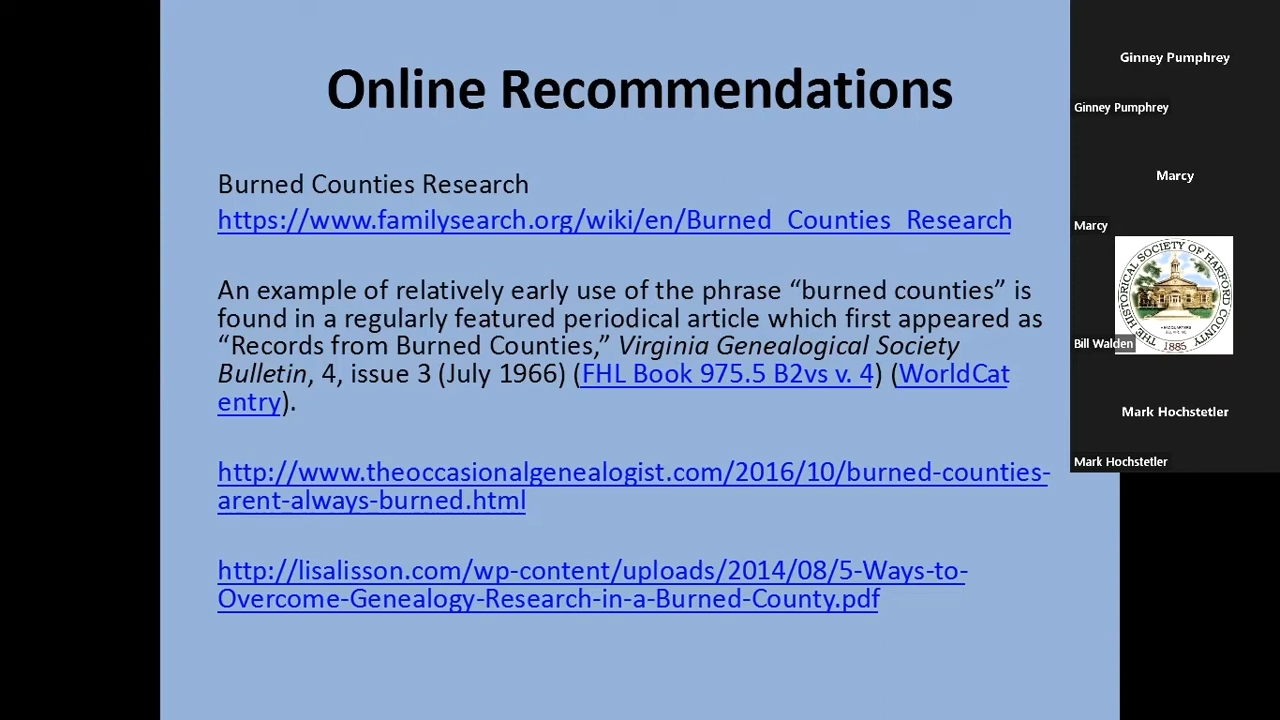 Online Recommendations
Burned Counties Research
https://www.familysearch.org/wiki/en/Burned_Counties_Research
An example of relatively early use of the phrase “burned counties” is
found in a regularly featured periodical article which first appeared as
“Records from Burned Counties,” Virginia Genealogical Society
Bulletin, 4, issue 3 (July 1966) (FHL Book 975.5 B2vs v. 4) (WorldCat
entry).
http://www.theoccasionalgenealogist.com/2016/10/burned-counties-
arent-always-burned.html
http://lisalisson.com/wp-content/uploads/2014/08/5-Ways-to-
Overcome-Genealogy-Research-in-a-Burned-County.pdf
Ginney Pumphrey
Ginney Pumphrey
Marcy
Marcy
THE HISTORICAL SOCIETY OF HARFORD COUNTY
HEADQUARTERS
1885
Bill Walden
Mark Hochstetler
Mark Hochstetler